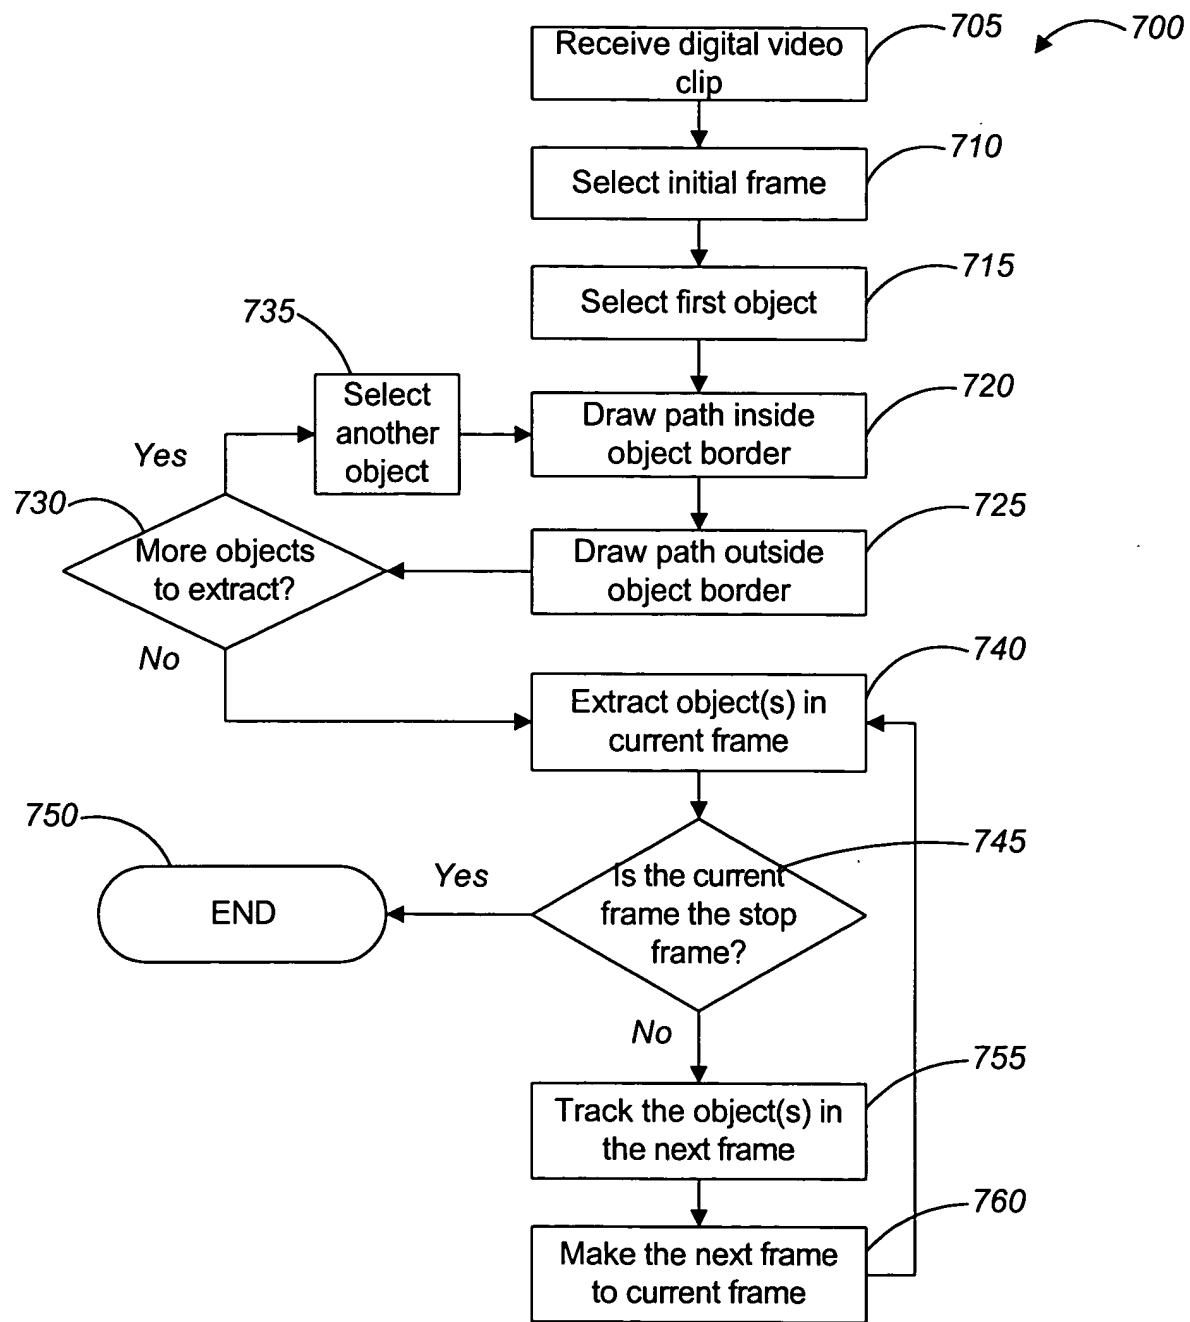 705
700
Receive digital video
clip
710
Select initial frame
715
Select first object
735
720
Select
another
object
Draw path inside
object border
Yes
730
725
More objects
to extract?
Draw path outside
object border
No
740
Extract object(s) in
current frame
750
745
Yes
END
Is the current
frame the stop
frame?
No
755
Track the object(s) in
the next frame
760
Make the next frame
to current frame